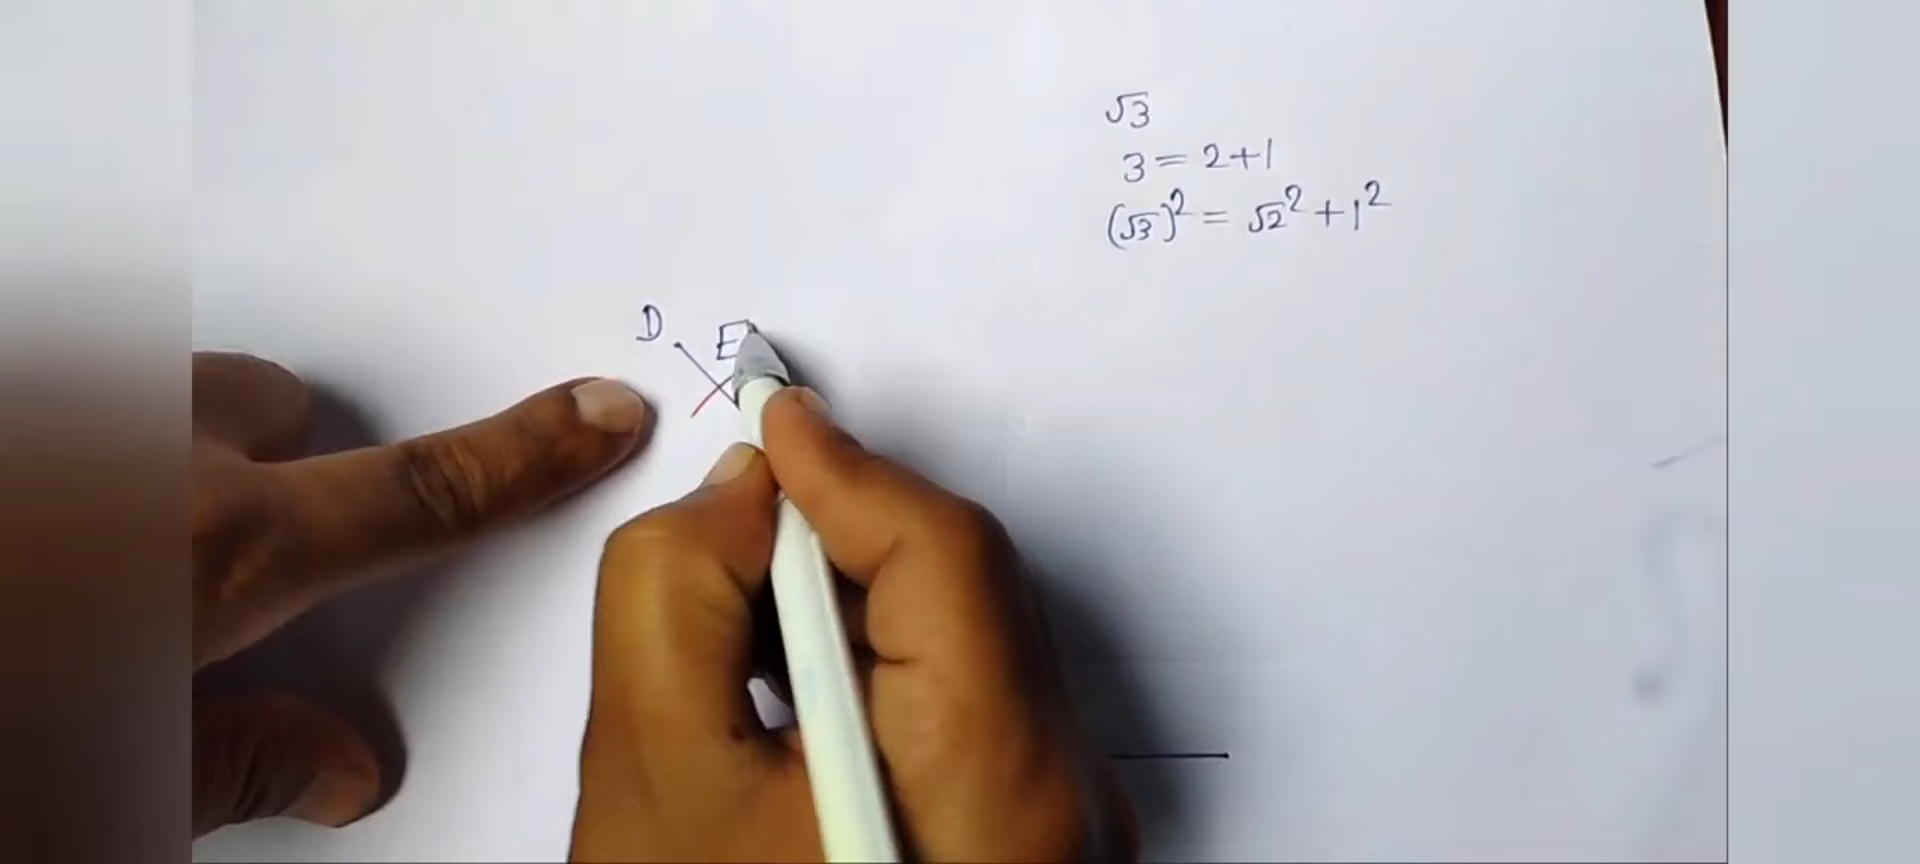 √3
3 = 2+1
(√3)² = √2² + 1²
D
E